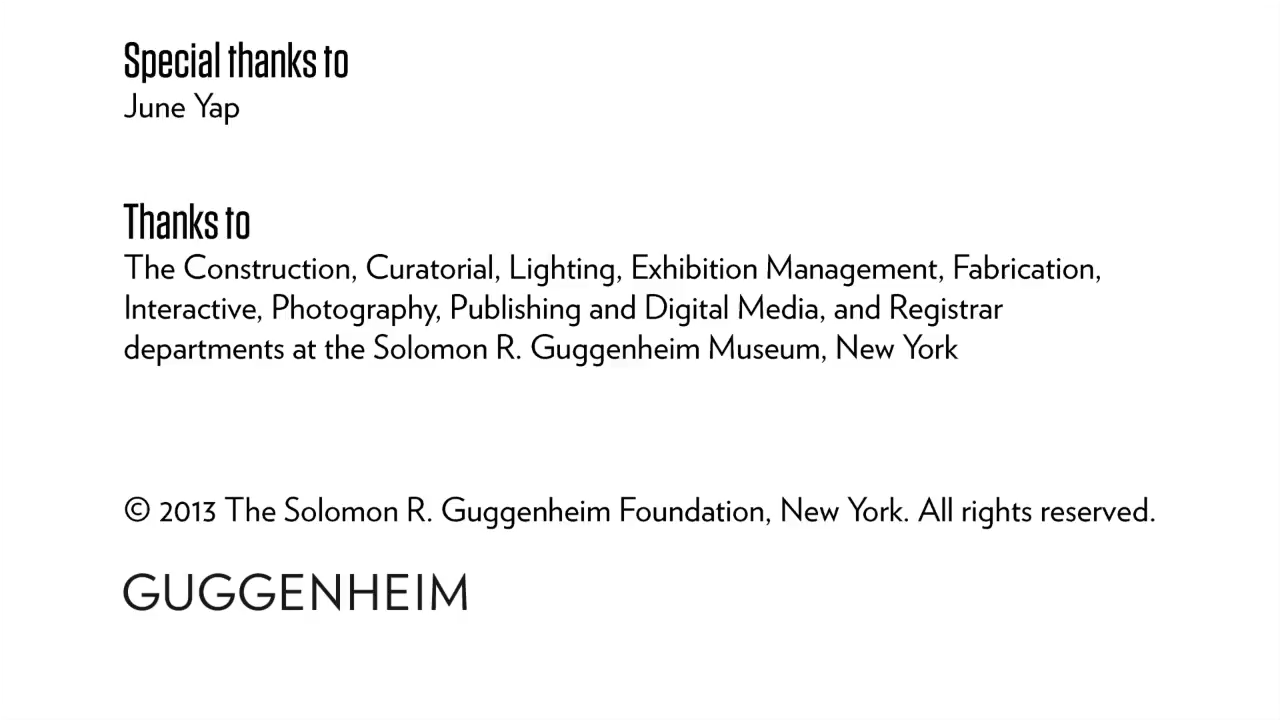 Special thanks to
June Yap
Thanks to
The Construction, Curatorial, Lighting, Exhibition Management, Fabrication,
Interactive, Photography, Publishing and Digital Media, and Registrar
departments at the Solomon R. Guggenheim Museum, New York
© 2013 The Solomon R. Guggenheim Foundation, New York. All rights reserved.
GUGGENHEIM